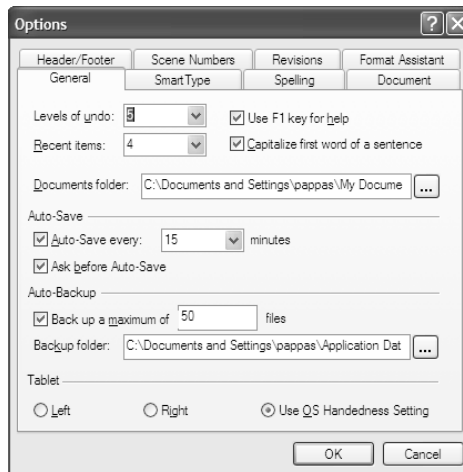 Options
Header/Footer Scene Numbers Revisions Format Assistant
General SmartType Spelling Document
Levels of undo: 5 Use F1 key for help
Recent items: 4 Capitalize first word of a sentence
Documents folder: C:\Documents and Settings\pappas\My Docume ...
Auto-Save
Auto-Save every: 15 minutes
Ask before Auto-Save
Auto-Backup
Back up a maximum of 50 files
Backup folder: C:\Documents and Settings\pappas\Application Dat ...
Tablet
Left Right Use OS Handedness Setting
OK Cancel